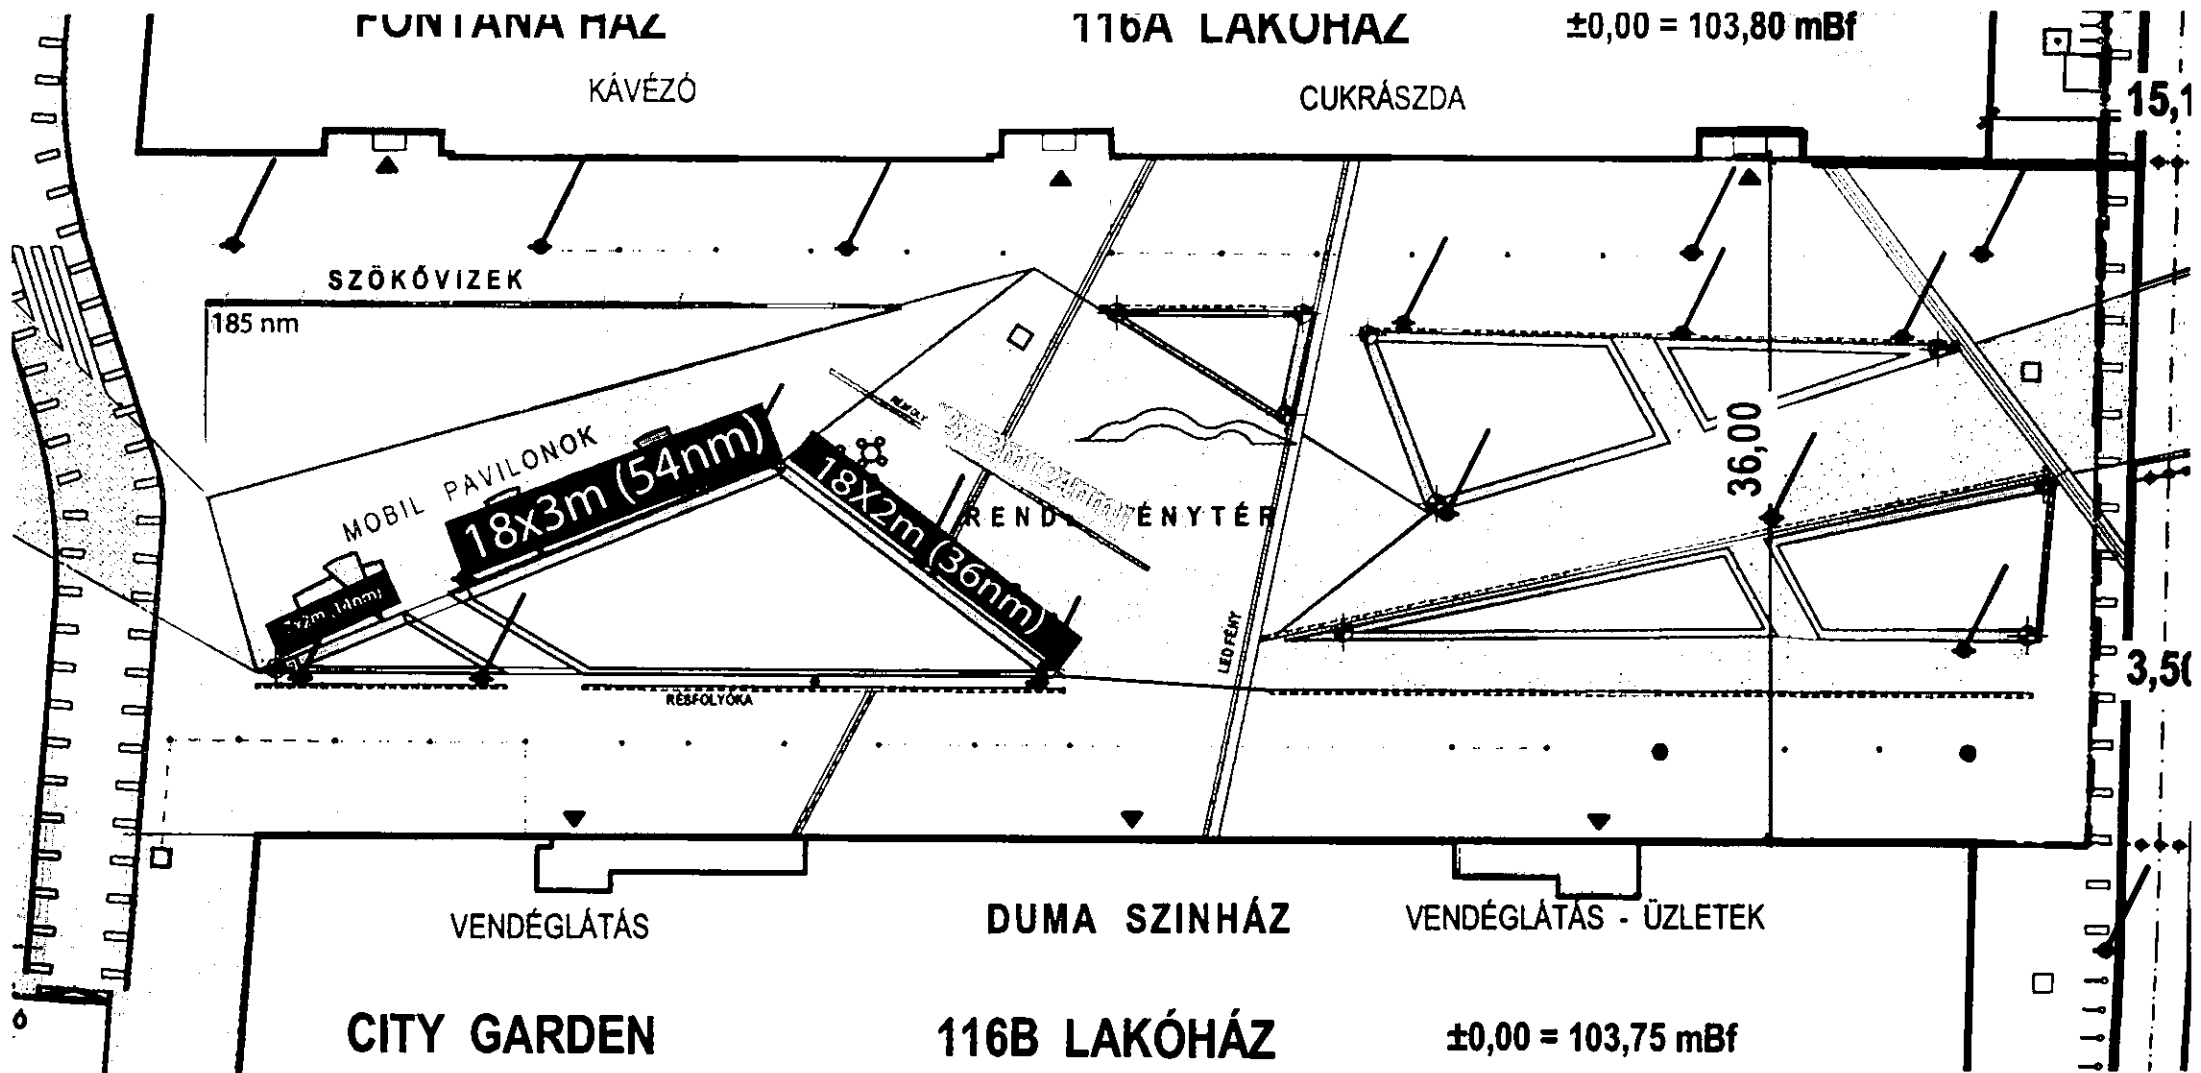 FONTANA HÁZ
116A LAKÓHÁZ
±0,00 = 103,80 mBf
KÁVÉZÓ
CUKRÁSZDA
15,1
SZÖKŐVIZEK
185 nm
MOBIL PAVILONOK
18x3m (54nm)
18X2m (36nm)
36,00
LED FÉNY
3,50
RÉSFOLYÓKA
VENDÉGLÁTÁS
DUMA SZINHÁZ
VENDÉGLÁTÁS - ÜZLETEK
CITY GARDEN
116B LAKÓHÁZ
±0,00 = 103,75 mBf